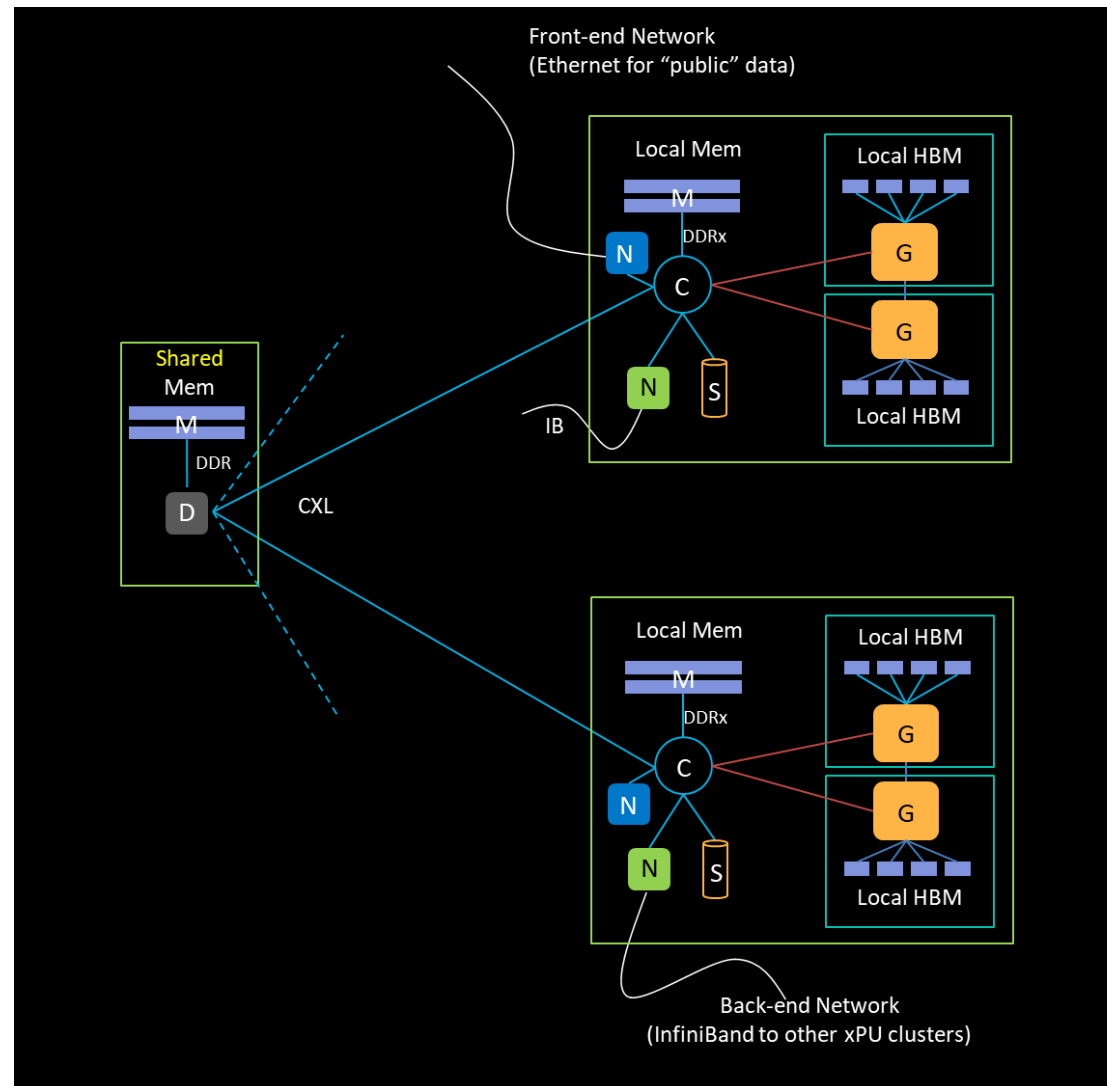 Front-end Network
(Ethernet for “public” data)
Local Mem
M
DDRx
N
C
N
S
IB
Local HBM
G
G
Local HBM
Shared
Mem
M
DDR
D
CXL
Local Mem
M
DDRx
C
N
N
S
Local HBM
G
G
Local HBM
Back-end Network
(InfiniBand to other xPU clusters)